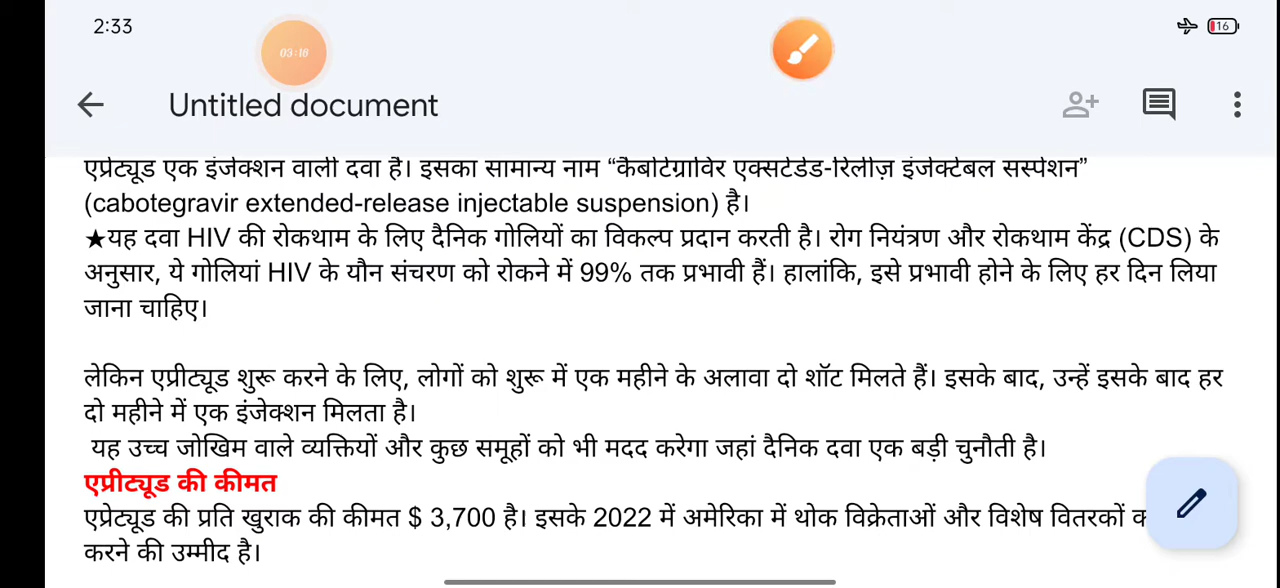 2:33
03:16
16
Untitled document
एप्रेट्यूड एक इंजेक्शन वाली दवा है। इसका सामान्य नाम “कैबोटेग्राविर एक्सटेंडेड-रिलीज़ इंजेक्टेबल सस्पेंशन”
(cabotegravir extended-release injectable suspension) है।
★यह दवा HIV की रोकथाम के लिए दैनिक गोलियों का विकल्प प्रदान करती है। रोग नियंत्रण और रोकथाम केंद्र (CDS) के
अनुसार, ये गोलियां HIV के यौन संचरण को रोकने में 99% तक प्रभावी हैं। हालांकि, इसे प्रभावी होने के लिए हर दिन लिया
जाना चाहिए।
लेकिन एप्रीट्यूड शुरू करने के लिए, लोगों को शुरू में एक महीने के अलावा दो शॉट मिलते हैं। इसके बाद, उन्हें इसके बाद हर
दो महीने में एक इंजेक्शन मिलता है।
यह उच्च जोखिम वाले व्यक्तियों और कुछ समूहों को भी मदद करेगा जहां दैनिक दवा एक बड़ी चुनौती है।
एप्रीट्यूड की कीमत
एप्रेट्यूड की प्रति खुराक की कीमत $ 3,700 है। इसके 2022 में अमेरिका में थोक विक्रेताओं और विशेष वितरकों
करने की उम्मीद है।